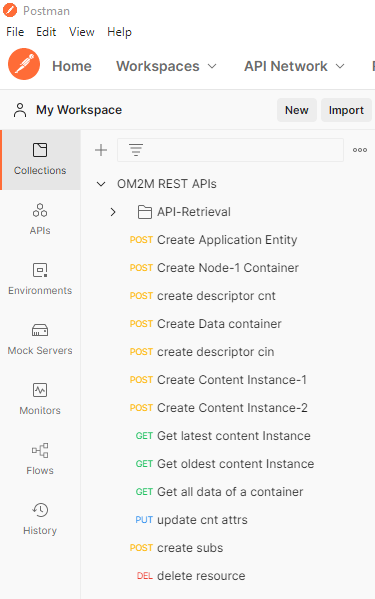 Postman
File Edit View Help
Home Workspaces API Network
My Workspace New Import
Collections
APIs
Environments
Mock Servers
Monitors
Flows
History
OM2M REST APIs
API-Retrieval
POST Create Application Entity
POST Create Node-1 Container
POST create descriptor cnt
POST Create Data container
POST create descriptor cin
POST Create Content Instance-1
POST Create Content Instance-2
GET Get latest content Instance
GET Get oldest content Instance
GET Get all data of a container
PUT update cnt attrs
POST create subs
DEL delete resource